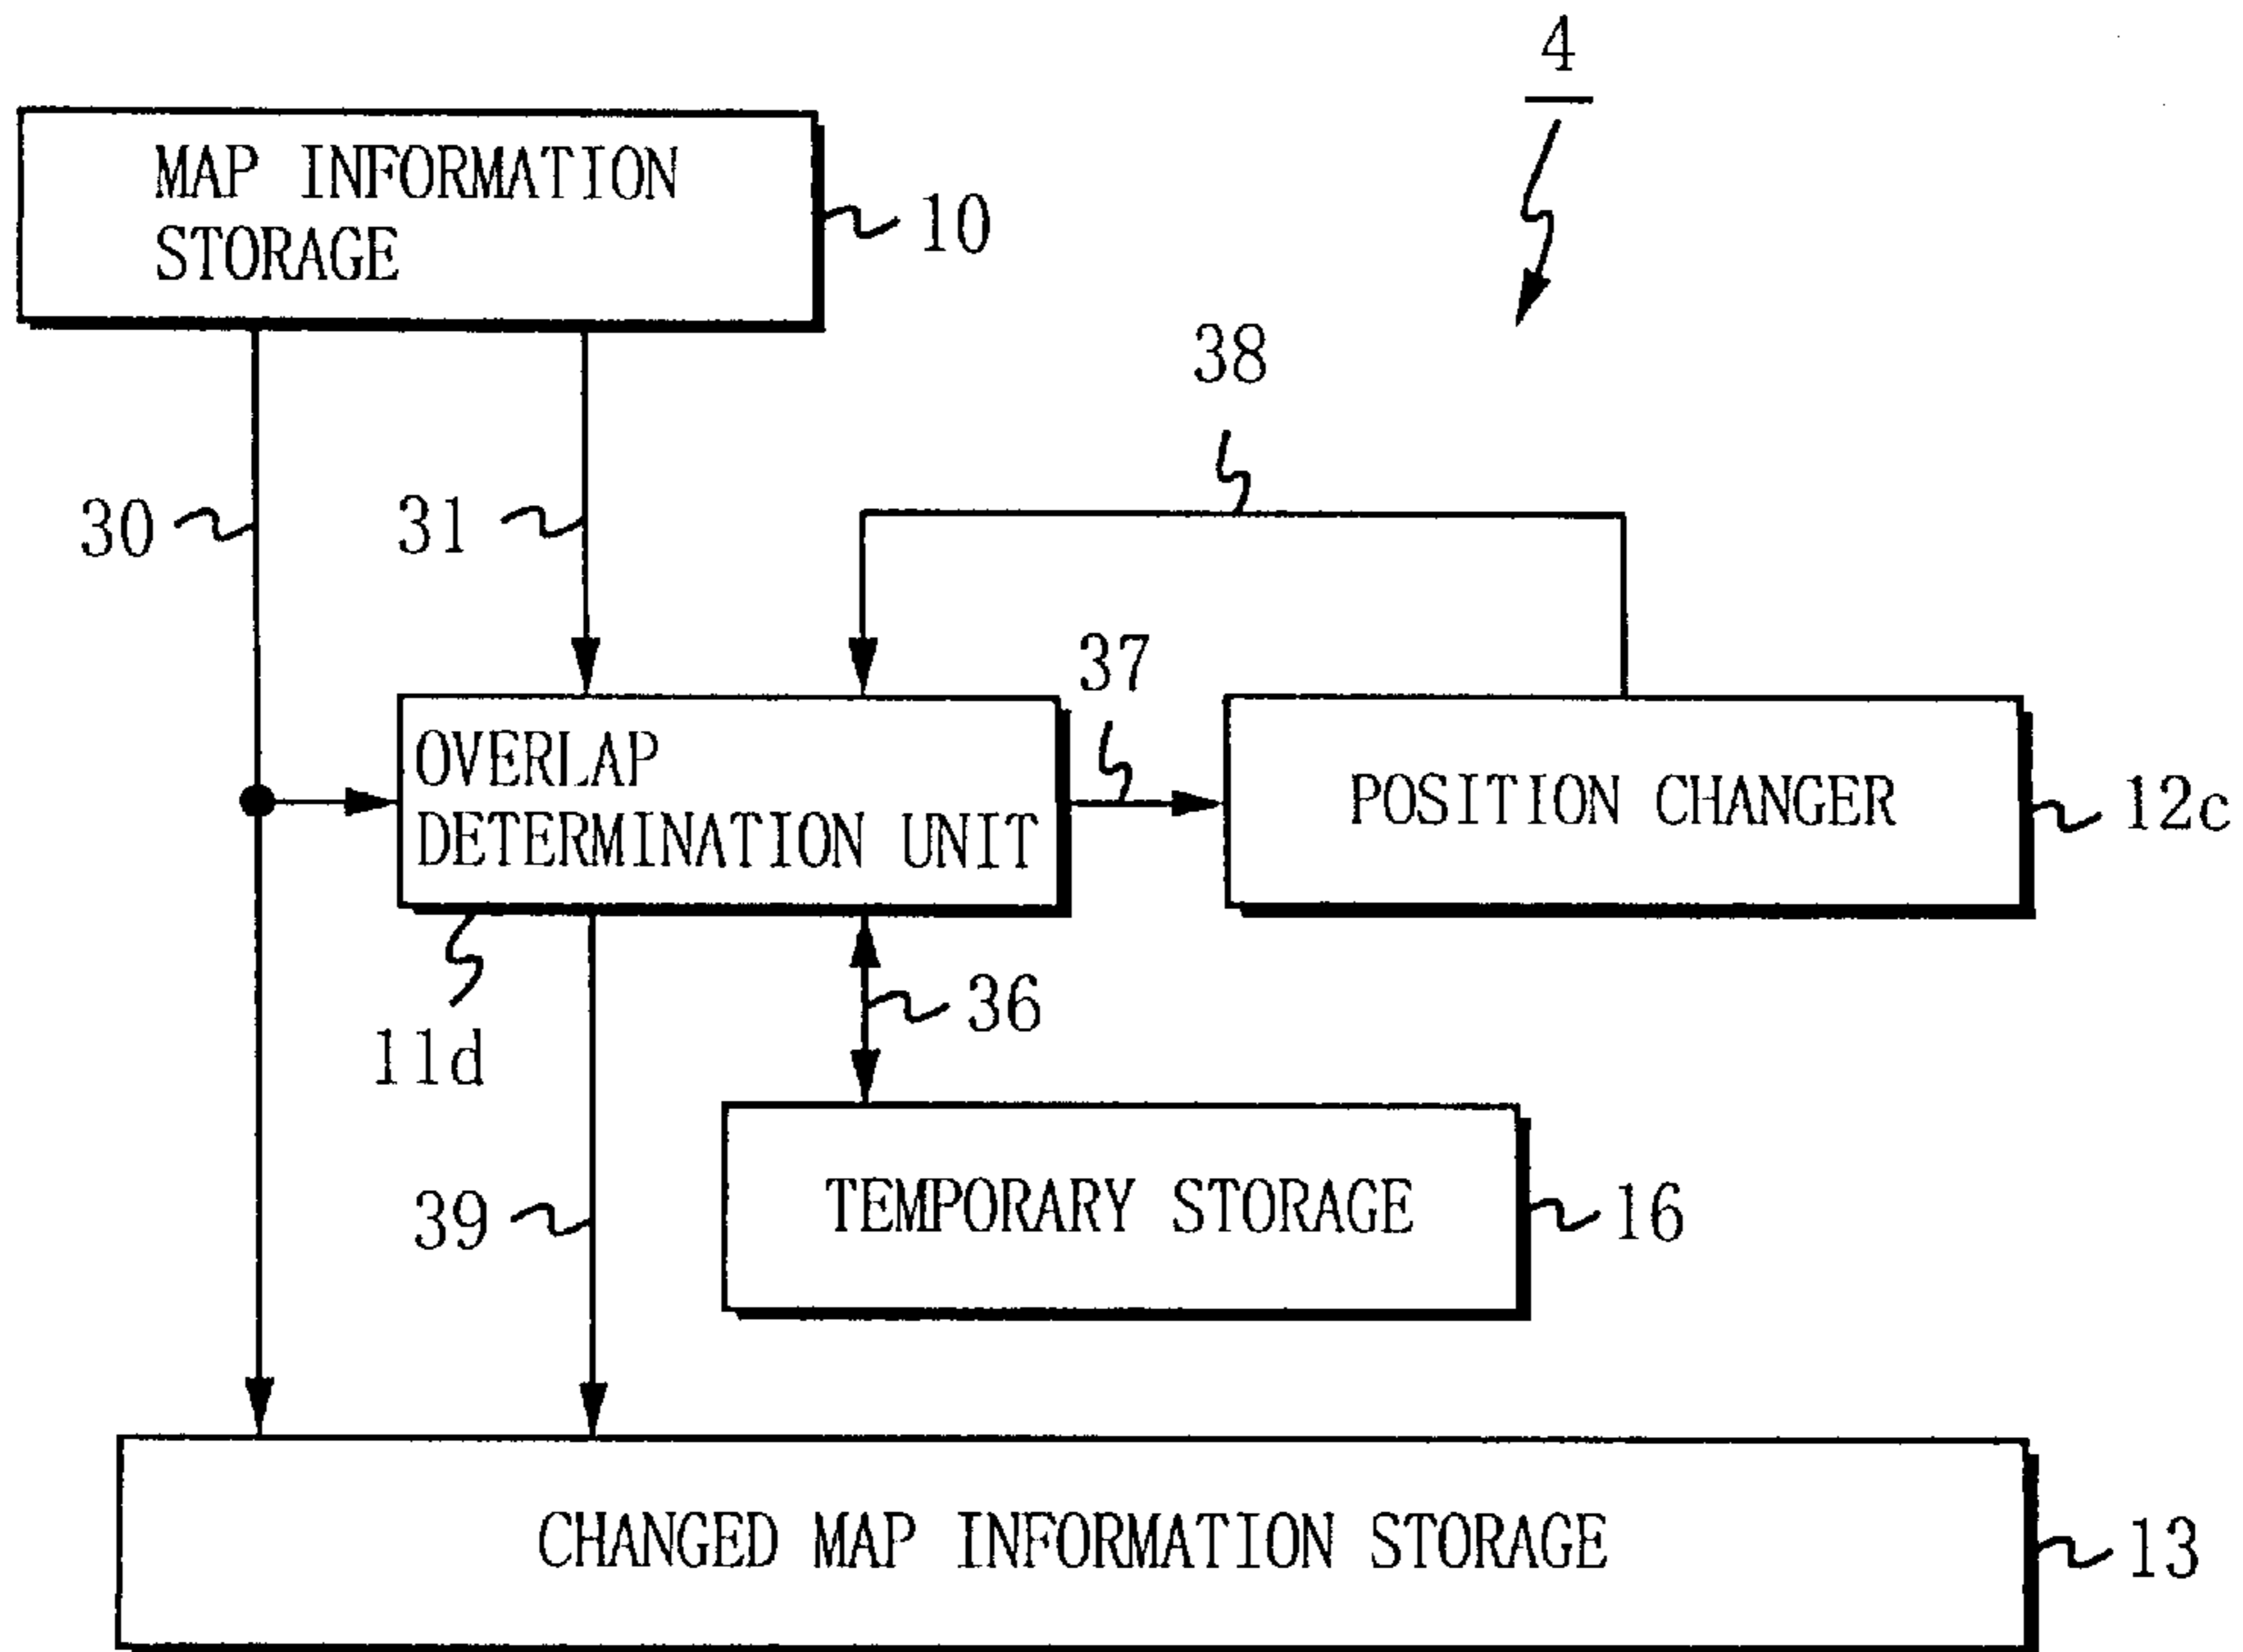 4
MAP INFORMATION
STORAGE
10
38
30
31
37
OVERLAP
DETERMINATION UNIT
POSITION CHANGER
12c
36
11d
39
TEMPORARY STORAGE
16
CHANGED MAP INFORMATION STORAGE
13